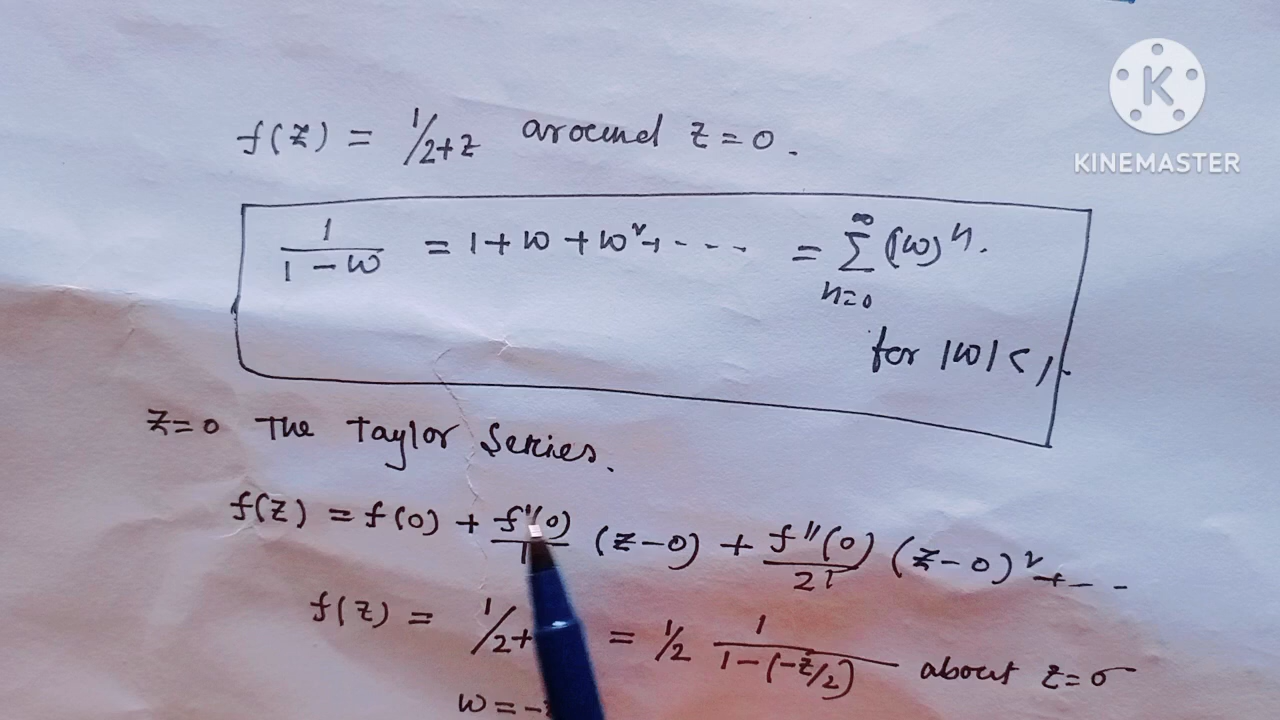 K
KINEMASTER
f(z) = 1/2+z around z=0.
1/1-w = 1+w+w²+---- = ∑ n=0 ∞ (w)ⁿ.
for |w|<1.
z=0 The Taylor Series.
f(z) = f(0) + f'(0)/1 (z-0) + f''(0)/2! (z-0)²+---
f(z) = 1/2+ = 1/2 1/1-(-z/2) about z=0
w=-